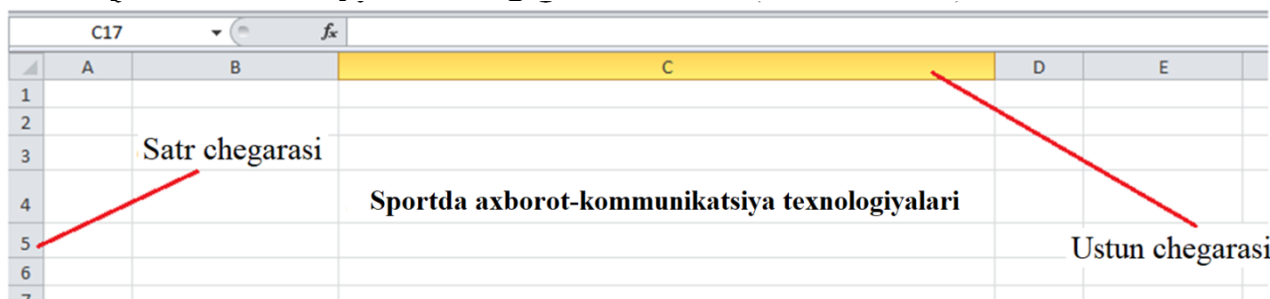 C17 fx
A B C D E
1
2
3
Satr chegarasi
4
Sportda axborot-kommunikatsiya texnologiyalari
5
Ustun chegarasi
6